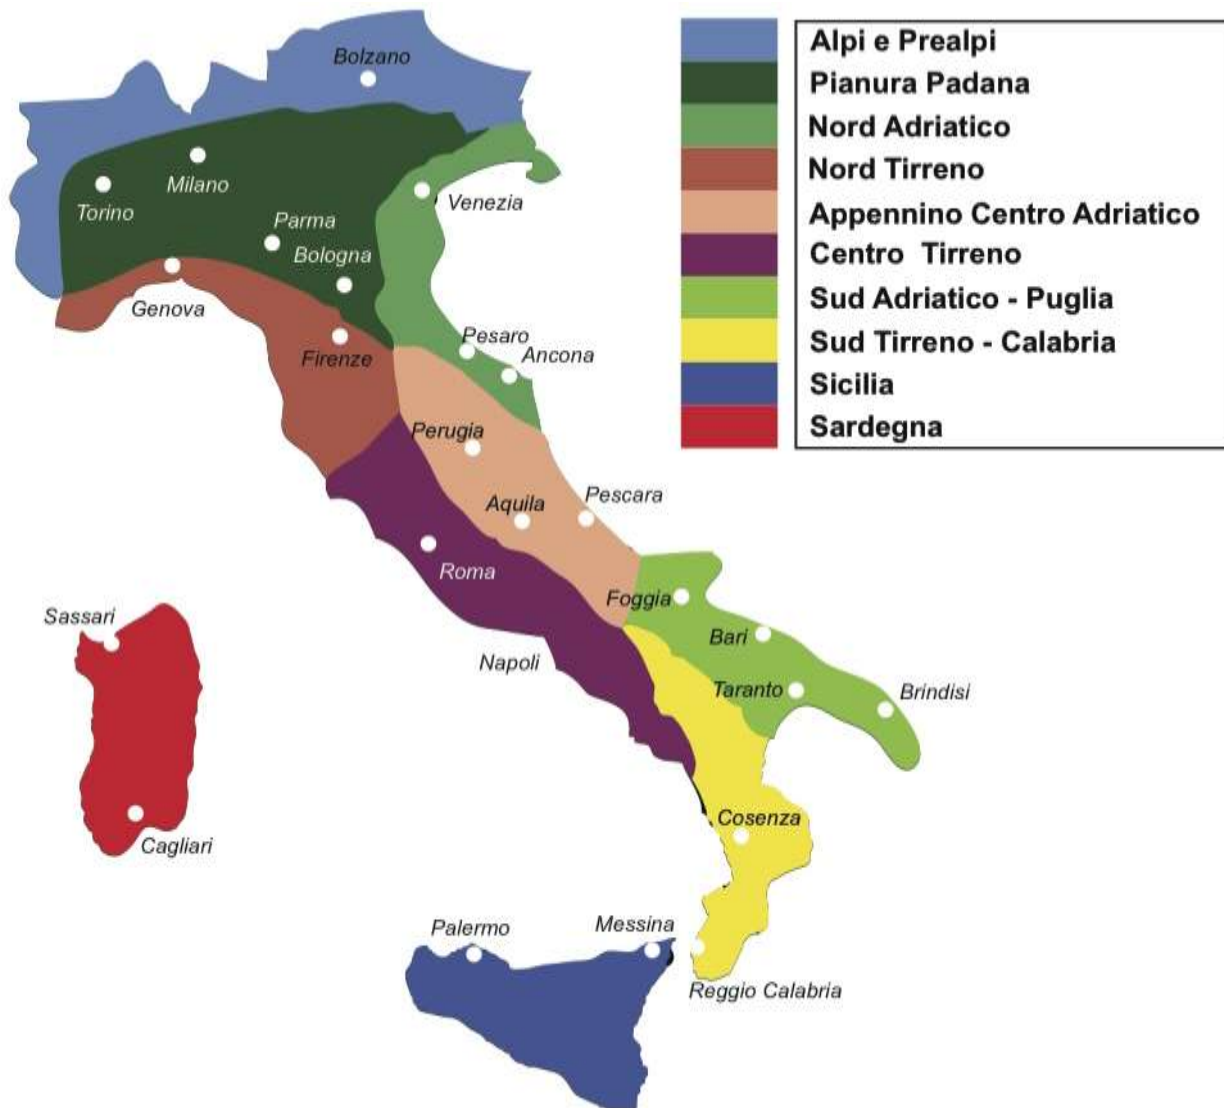 Alpi e Prealpi
Pianura Padana
Nord Adriatico
Nord Tirreno
Appennino Centro Adriatico
Centro Tirreno
Sud Adriatico - Puglia
Sud Tirreno - Calabria
Sicilia
Sardegna
Bolzano
Milano
Torino
Venezia
Parma
Bologna
Genova
Firenze
Pesaro
Ancona
Perugia
Aquila
Pescara
Roma
Foggia
Sassari
Bari
Napoli
Taranto
Brindisi
Cosenza
Cagliari
Palermo
Messina
Reggio Calabria